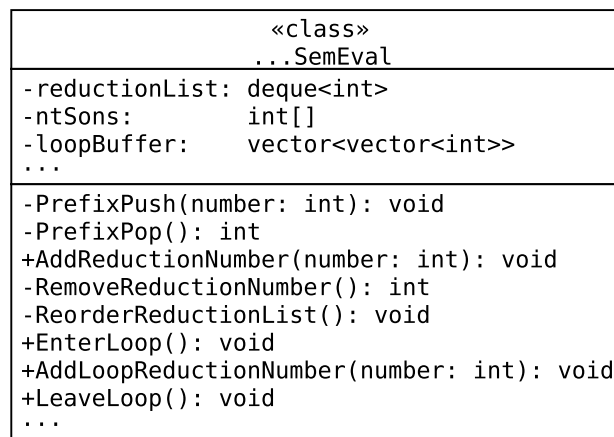 «class»
...SemEval
-reductionList: deque<int>
-ntSons: int[]
-loopBuffer: vector<vector<int>>
...
-PrefixPush(number: int): void
-PrefixPop(): int
+AddReductionNumber(number: int): void
-RemoveReductionNumber(): int
-ReorderReductionList(): void
+EnterLoop(): void
+AddLoopReductionNumber(number: int): void
+LeaveLoop(): void
...